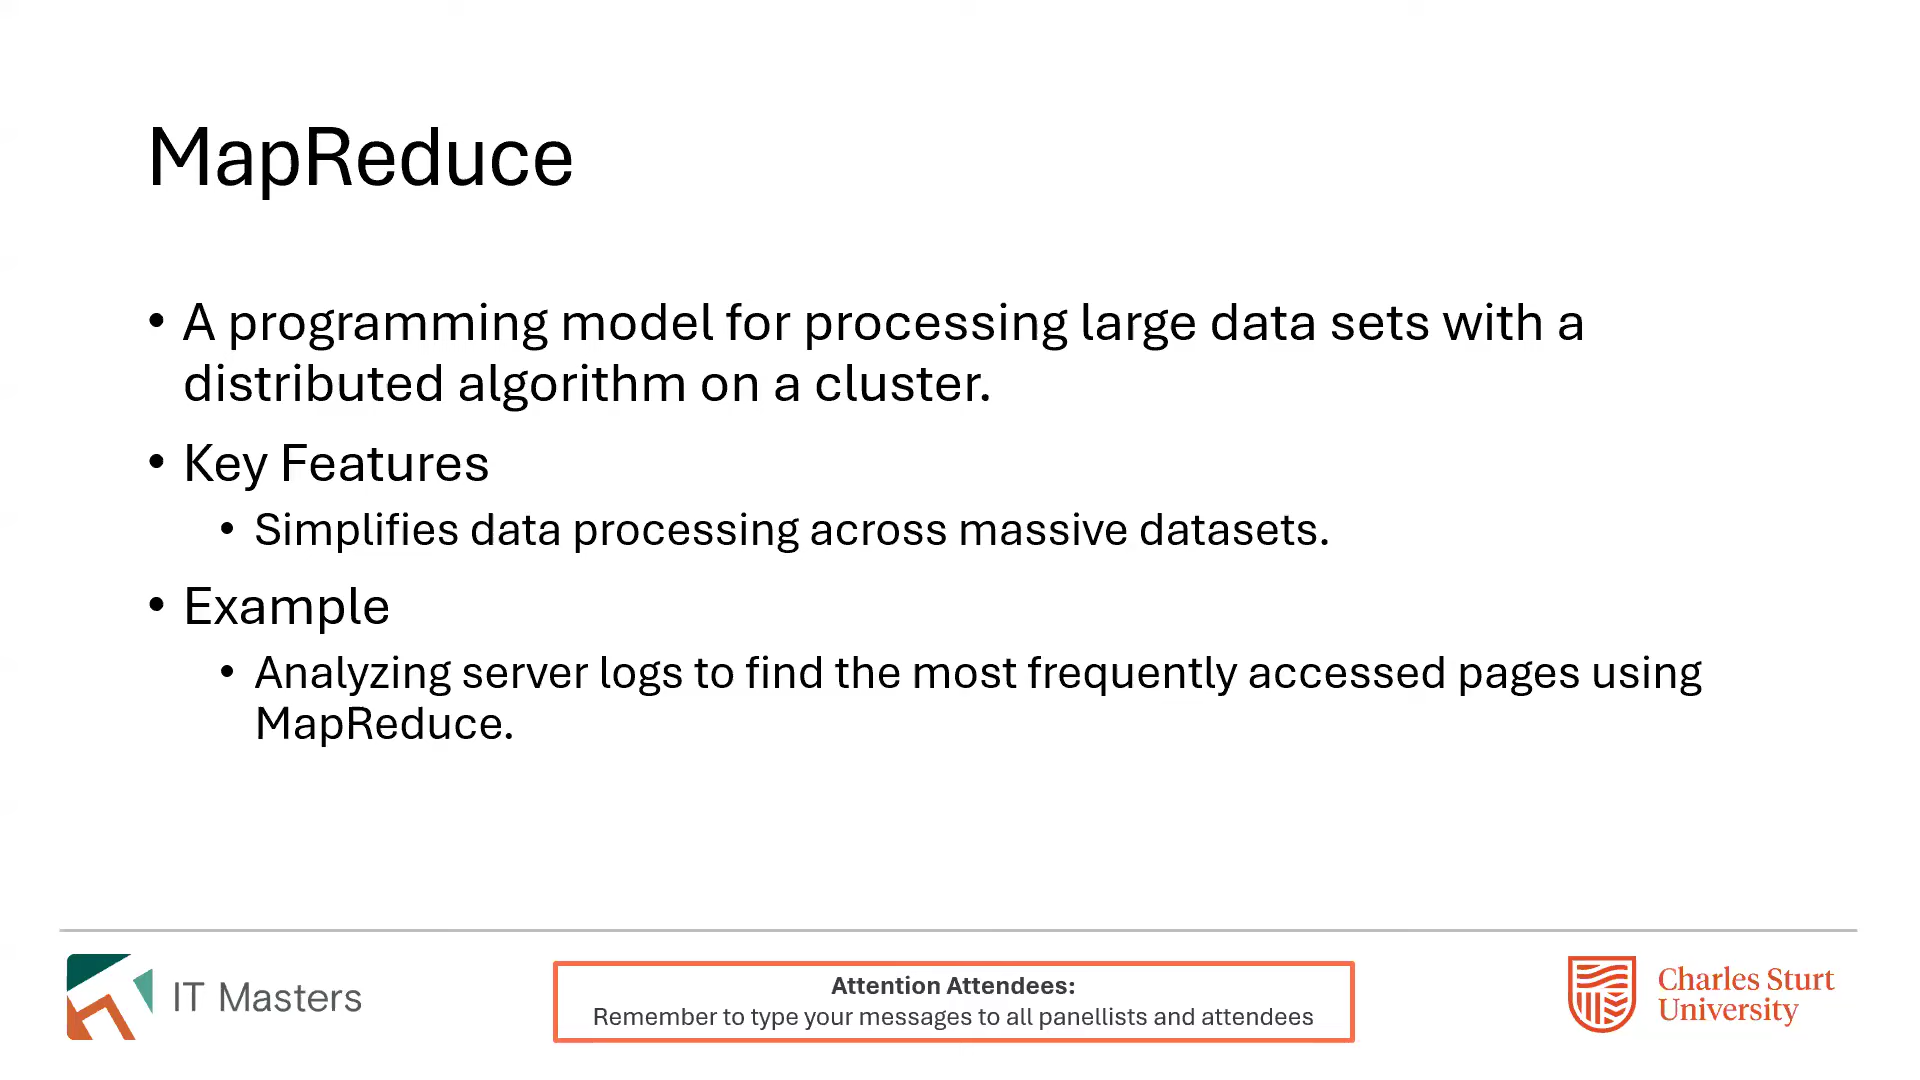 MapReduce
• A programming model for processing large data sets with a
distributed algorithm on a cluster.
• Key Features
• Simplifies data processing across massive datasets.
• Example
• Analyzing server logs to find the most frequently accessed pages using
MapReduce.
IT Masters
Attention Attendees:
Remember to type your messages to all panellists and attendees
Charles Sturt
University